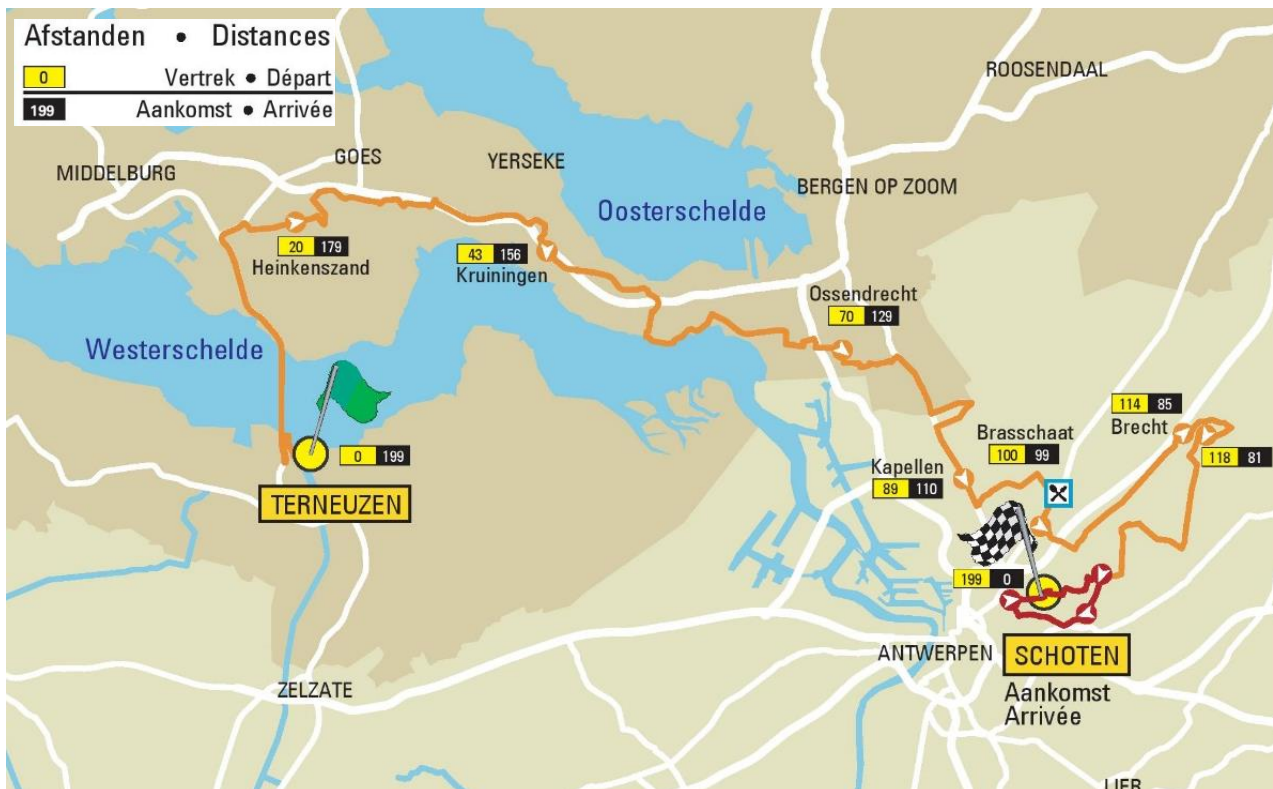 Afstanden • Distances
0 Vertrek • Départ
199 Aankomst • Arrivée
ROOSENDAAL
GOES
YERSEKE
MIDDELBURG
BERGEN OP ZOOM
Oosterschelde
20 179
Heinkenszand
43 156
Kruiningen
Ossendrecht
70 129
Westerschelde
114 85
Brecht
Brasschaat
100 99
118 81
0 199
Kapellen
89 110
TERNEUZEN
199 0
ANTWERPEN
SCHOTEN
Aankomst
Arrivée
ZELZATE
LIER